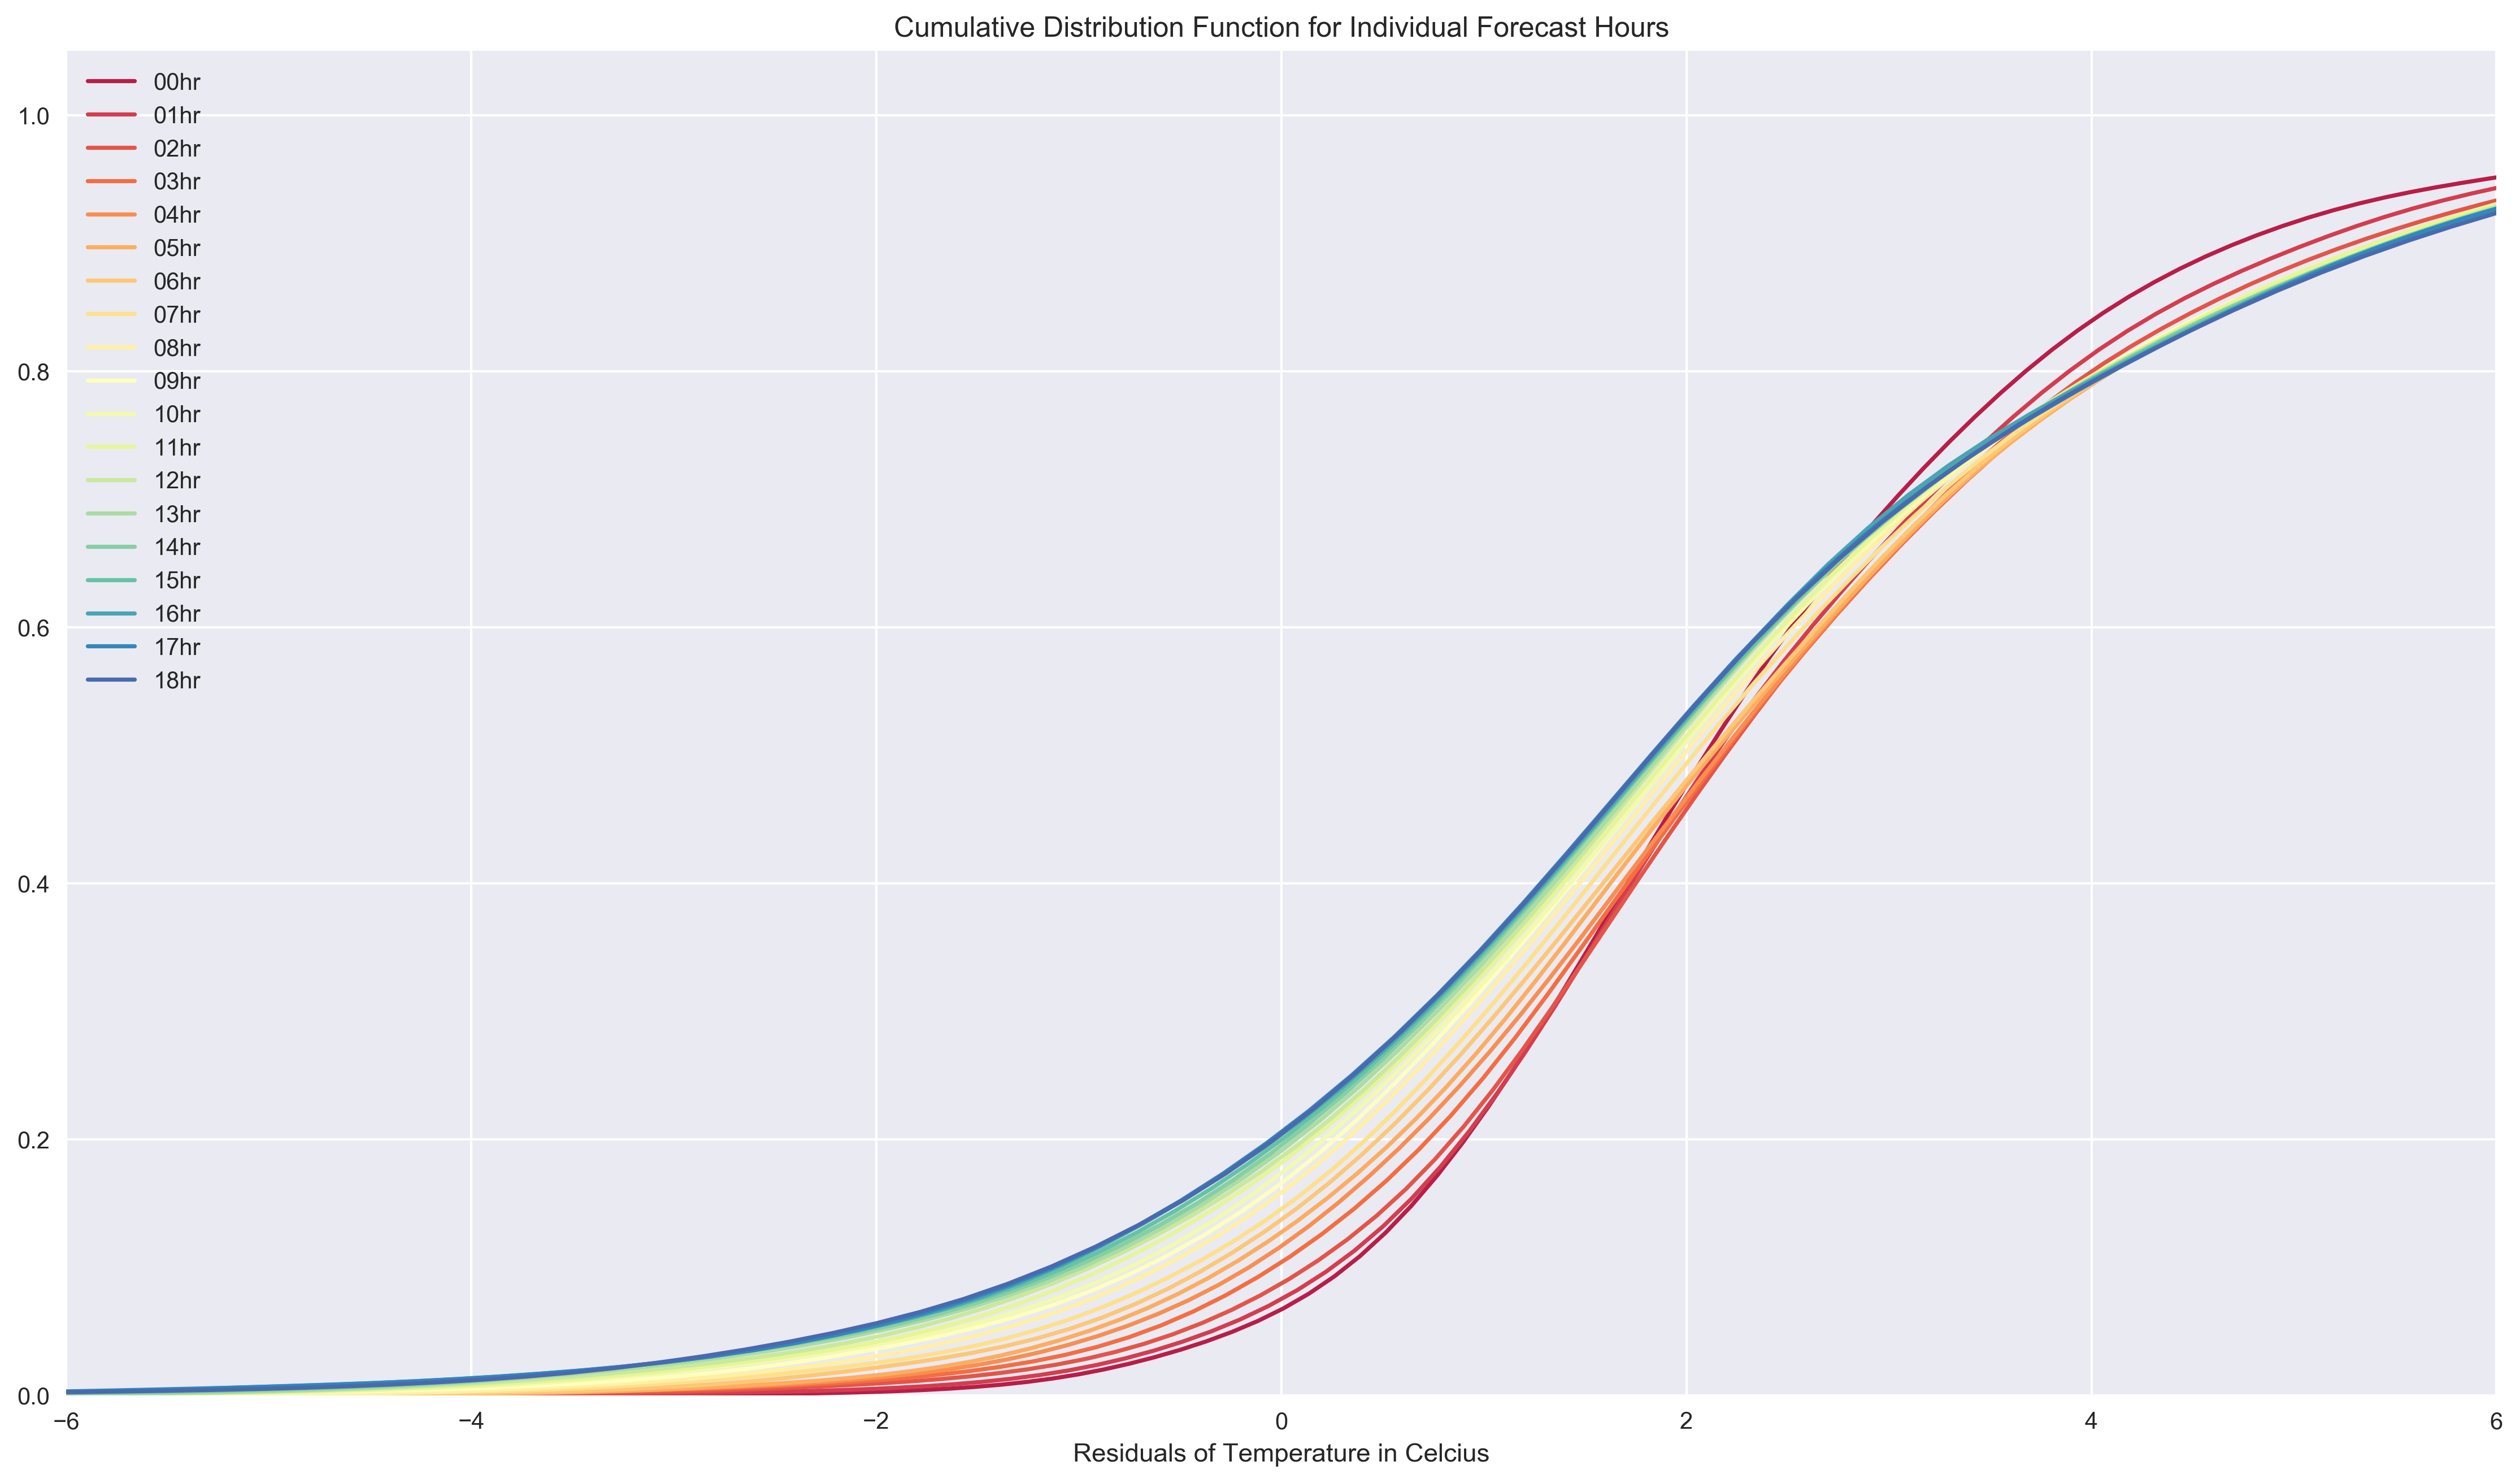 Cumulative Distribution Function for Individual Forecast Hours
00hr
01hr
02hr
03hr
04hr
05hr
06hr
07hr
08hr
09hr
10hr
11hr
12hr
13hr
14hr
15hr
16hr
17hr
18hr
1.0
0.8
0.6
0.4
0.2
0.0
−6 −4 −2 0 2 4 6
Residuals of Temperature in Celcius